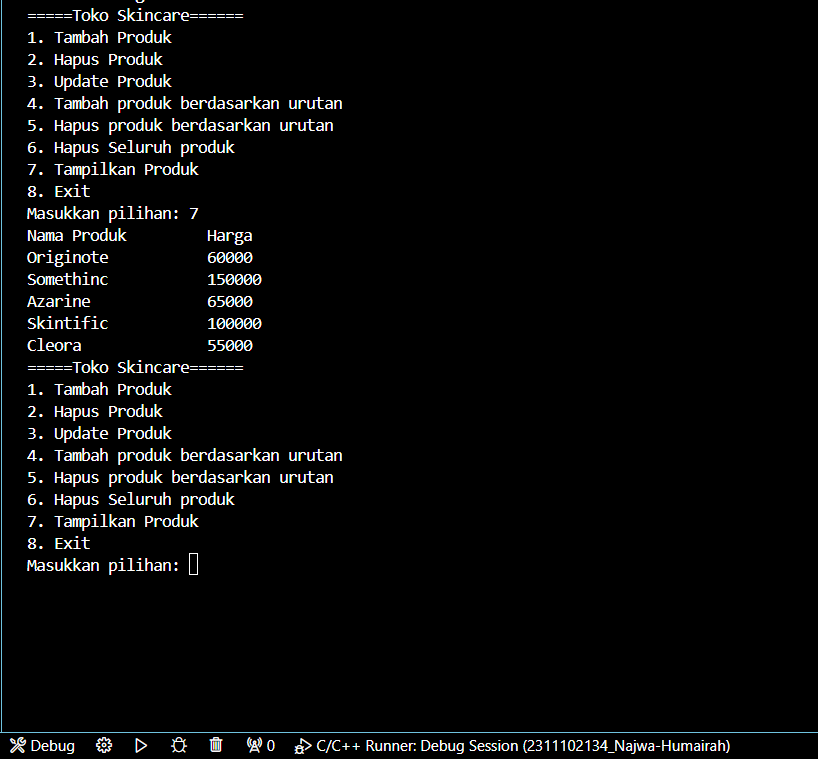 =====Toko Skincare======
1. Tambah Produk
2. Hapus Produk
3. Update Produk
4. Tambah produk berdasarkan urutan
5. Hapus produk berdasarkan urutan
6. Hapus Seluruh produk
7. Tampilkan Produk
8. Exit
Masukkan pilihan: 7
Nama Produk         Harga
Originote           60000
Somethinc           150000
Azarine             65000
Skintific           100000
Cleora              55000
=====Toko Skincare======
1. Tambah Produk
2. Hapus Produk
3. Update Produk
4. Tambah produk berdasarkan urutan
5. Hapus produk berdasarkan urutan
6. Hapus Seluruh produk
7. Tampilkan Produk
8. Exit
Masukkan pilihan:
Debug 0 C/C++ Runner: Debug Session (2311102134_Najwa-Humairah)